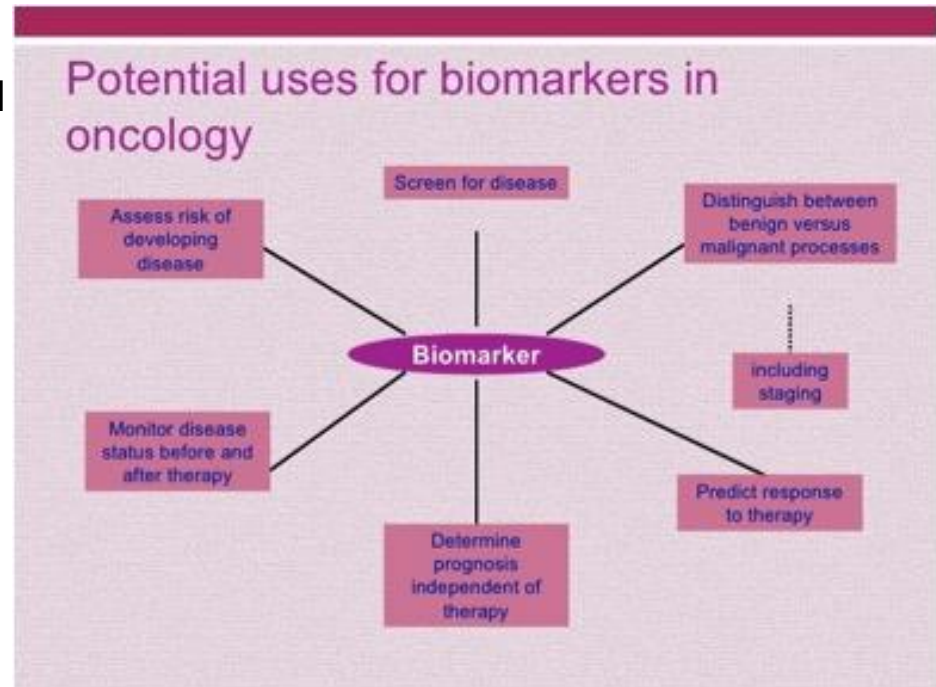 Potential uses for biomarkers in
oncology
Screen for disease
Assess risk of
developing
disease
Distinguish between
benign versus
malignant processes
Biomarker
including
staging
Monitor disease
status before and
after therapy
Predict response
to therapy
Determine
prognosis
independent of
therapy